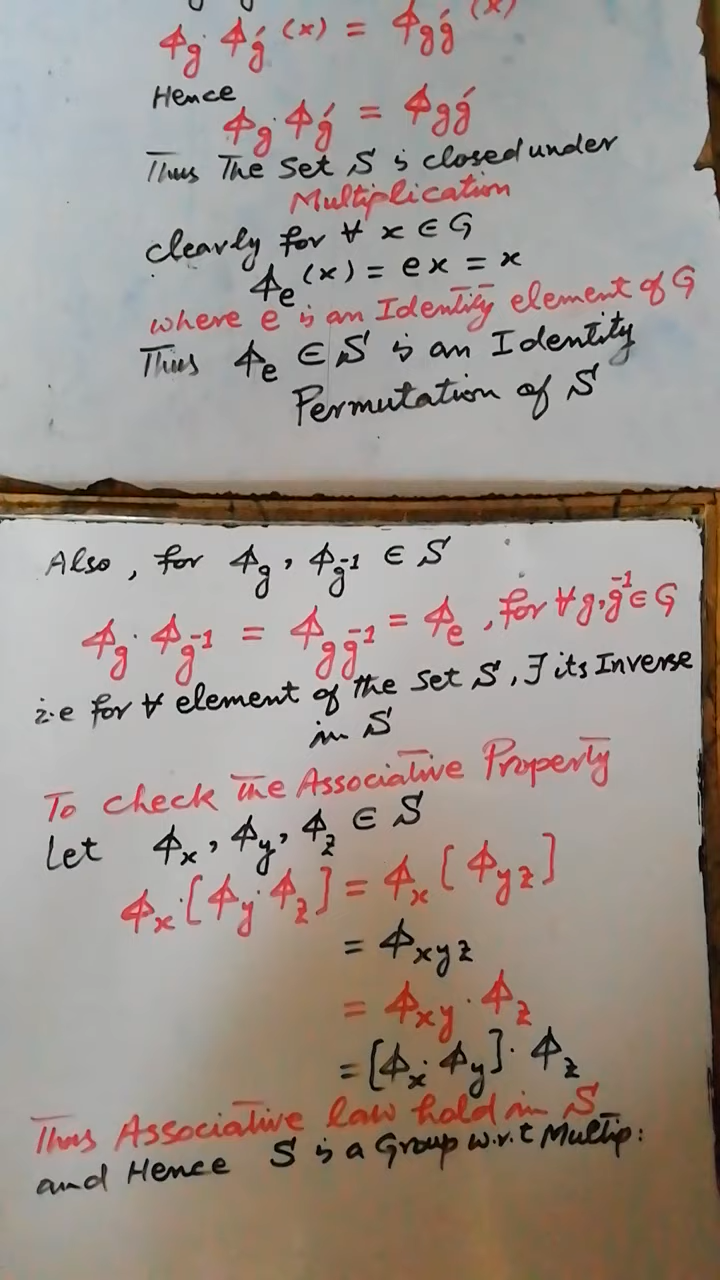 ϕg ϕǵ (x) = ϕgǵ (x)
Hence
ϕg · ϕǵ = ϕgǵ
Thus The Set S is closed under
Multiplication
clearly for ∀ x ∈ G
ϕe (x) = ex = x
where e is an Identity element of G
Thus ϕe ∈ S is an Identity
Permutation of S
Also, for ϕg, ϕg⁻¹ ∈ S
ϕg · ϕg⁻¹ = ϕgg⁻¹ = ϕe, for ∀ g, g⁻¹ ∈ G
i.e for ∀ element of the Set S, ∃ its Inverse
in S
To check the Associative Property
Let ϕx, ϕy, ϕz ∈ S
ϕx · [ϕy · ϕz] = ϕx [ϕyz]
= ϕxyz
= ϕxy · ϕz
= [ϕx · ϕy] · ϕz
Thus Associative law hold in S
and Hence S is a Group w.r.t Multip: